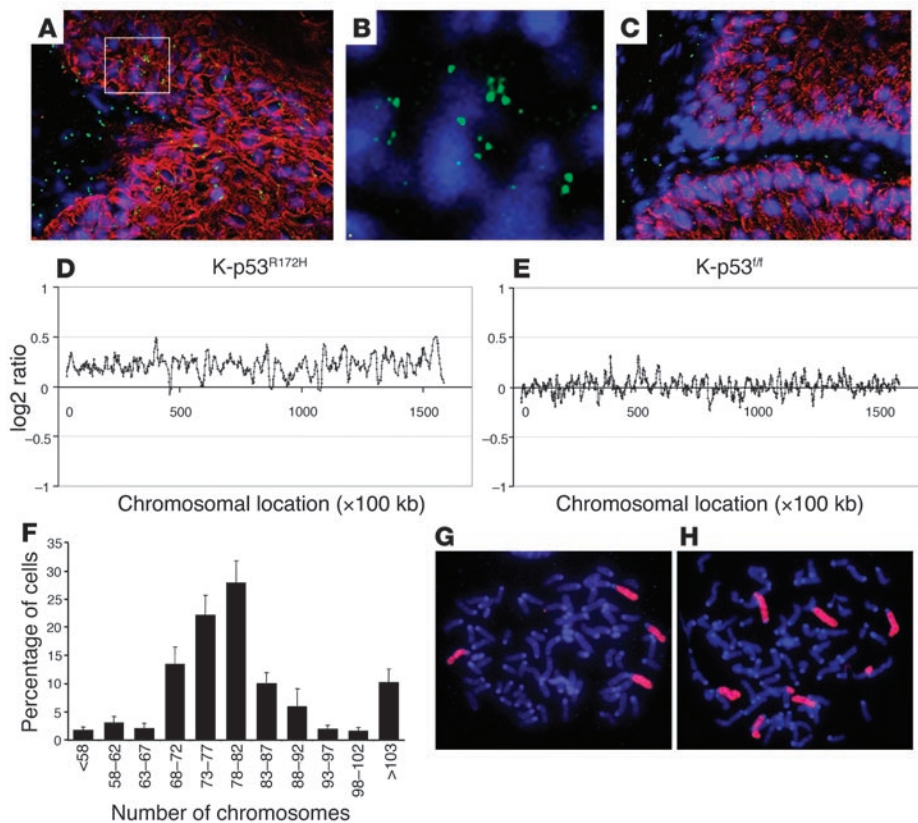 A
B
C
D
K-p53R172H
E
K-p53f/f
1
0.5
0
−0.5
−1
0
500
1000
1500
log2 ratio
Chromosomal location (×100 kb)
1
0.5
0
−0.5
−1
0
500
1000
1500
Chromosomal location (×100 kb)
F
35
30
25
20
15
10
5
0
Percentage of cells
<58
58–62
63–67
68–72
73–77
78–82
83–87
88–92
93–97
98–102
>103
Number of chromosomes
G
H